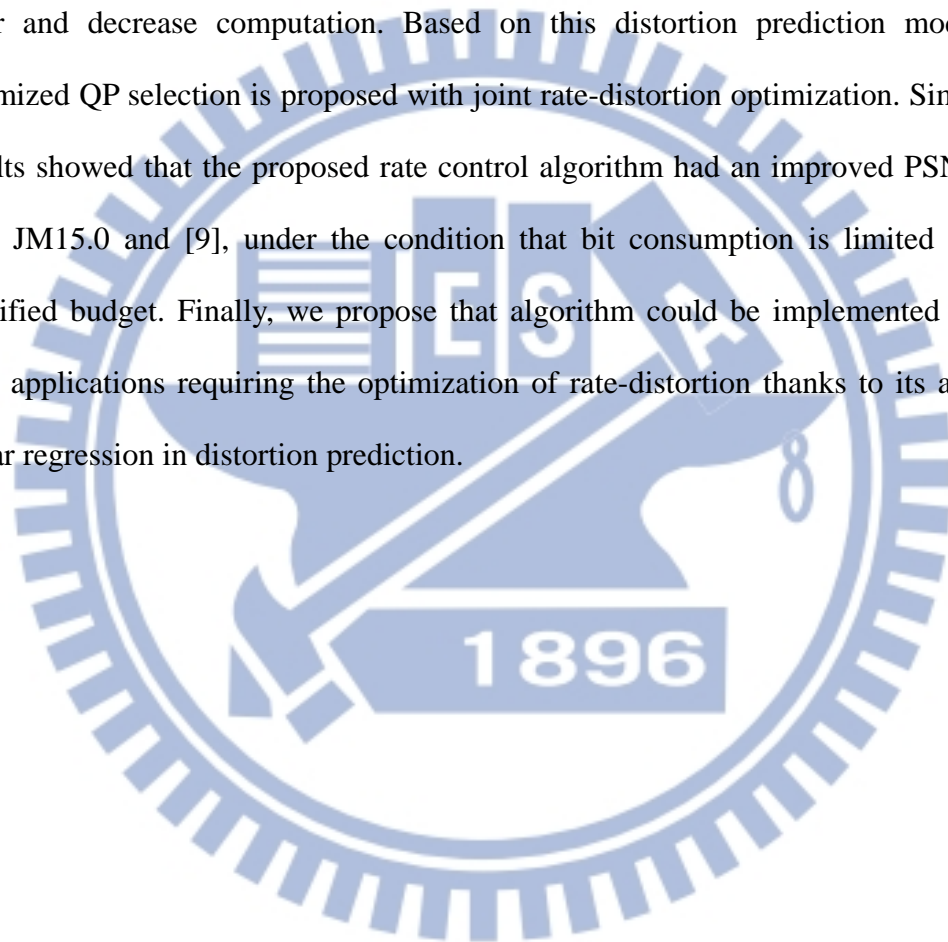 r and decrease computation. Based on this distortion prediction mo
mized QP selection is proposed with joint rate-distortion optimization. Sin
lts showed that the proposed rate control algorithm had an improved PSN
JM15.0 and [9], under the condition that bit consumption is limited
ified budget. Finally, we propose that algorithm could be implemented
applications requiring the optimization of rate-distortion thanks to its a
ar regression in distortion prediction.
E S A
8
1896